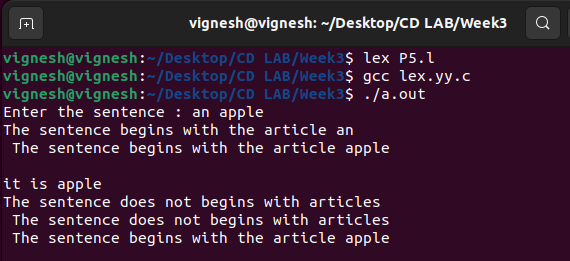 vignesh@vignesh: ~/Desktop/CD LAB/Week3
vignesh@vignesh:~/Desktop/CD LAB/Week3$ lex P5.l
vignesh@vignesh:~/Desktop/CD LAB/Week3$ gcc lex.yy.c
vignesh@vignesh:~/Desktop/CD LAB/Week3$ ./a.out
Enter the sentence : an apple
The sentence begins with the article an
 The sentence begins with the article apple

it is apple
The sentence does not begins with articles
 The sentence does not begins with articles
 The sentence begins with the article apple